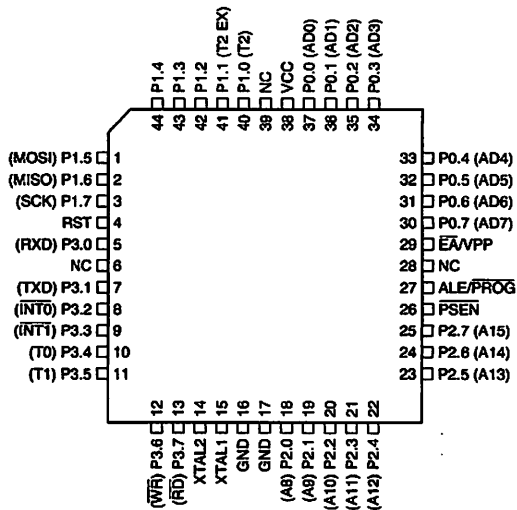 P1.4
P1.3
P1.2
P1.1 (T2 EX)
P1.0 (T2)
NC
VCC
P0.0 (AD0)
P0.1 (AD1)
P0.2 (AD2)
P0.3 (AD3)
44
43
42
41
40
39
38
37
36
35
34
(MOSI) P1.5 1
(MISO) P1.6 2
(SCK) P1.7 3
RST 4
(RXD) P3.0 5
NC 6
(TXD) P3.1 7
(INT0) P3.2 8
(INT1) P3.3 9
(T0) P3.4 10
(T1) P3.5 11
33 P0.4 (AD4)
32 P0.5 (AD5)
31 P0.6 (AD6)
30 P0.7 (AD7)
29 EA/VPP
28 NC
27 ALE/PROG
26 PSEN
25 P2.7 (A15)
24 P2.6 (A14)
23 P2.5 (A13)
12
13
14
15
16
17
18
19
20
21
22
(WR) P3.6
(RD) P3.7
XTAL2
XTAL1
GND
GND
(A8) P2.0
(A9) P2.1
(A10) P2.2
(A11) P2.3
(A12) P2.4